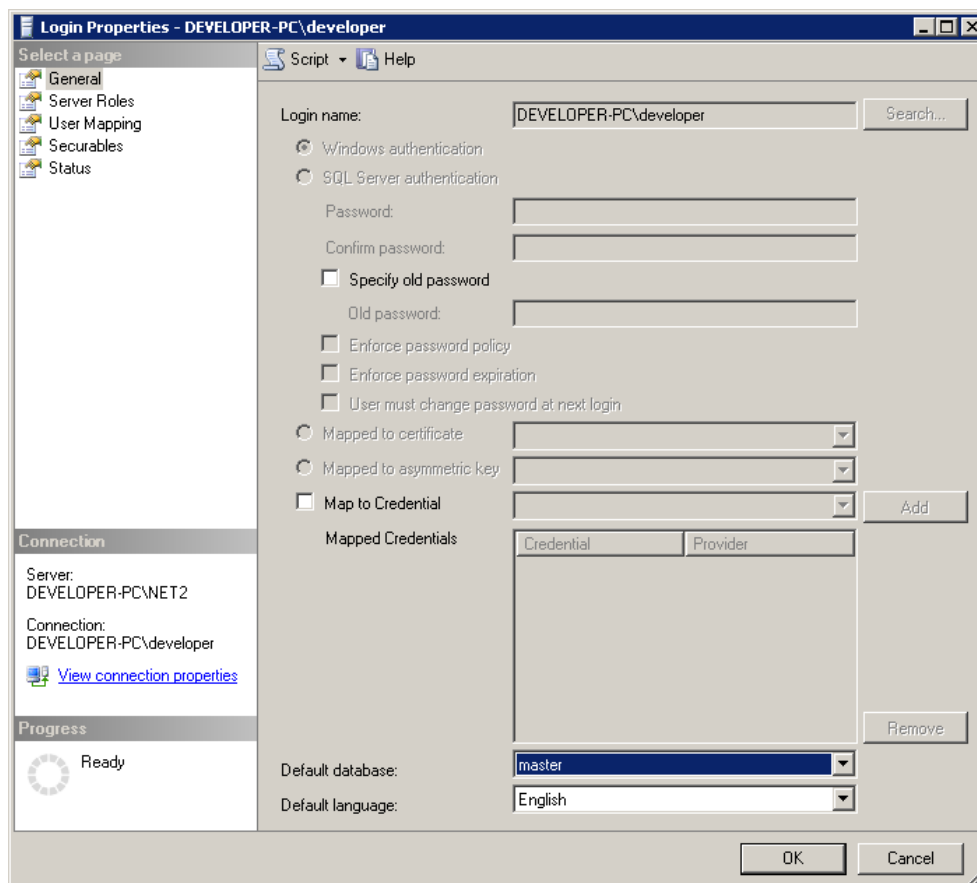 Login Properties - DEVELOPER-PC\developer
Select a page
General
Server Roles
User Mapping
Securables
Status
Script Help
Login name: DEVELOPER-PC\developer Search...
Windows authentication
SQL Server authentication
Password:
Confirm password:
Specify old password
Old password:
Enforce password policy
Enforce password expiration
User must change password at next login
Mapped to certificate
Mapped to asymmetric key
Map to Credential Add
Mapped Credentials Credential Provider
Remove
Default database: master
Default language: English
Connection
Server:
DEVELOPER-PC\NET2
Connection:
DEVELOPER-PC\developer
View connection properties
Progress
Ready
OK Cancel